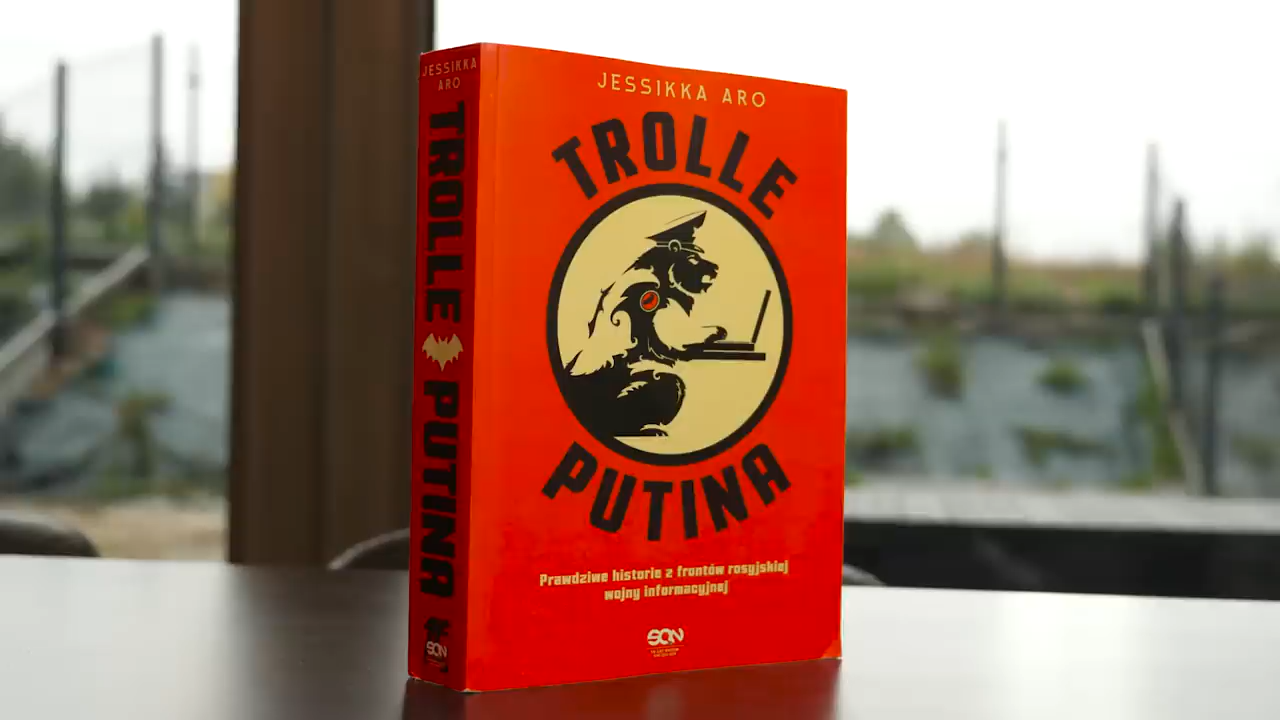 JESSIKKA
ARO
TROLLE PUTINA
SQN
JESSIKKA ARO
TROLLE
PUTINA
Prawdziwe historie z frontów rosyjskiej
wojny informacyjnej
SQN